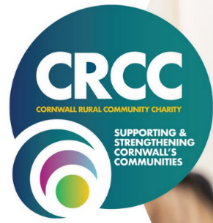 CRCC
CORNWALL RURAL COMMUNITY CHARITY
SUPPORTING &
STRENGTHENING
CORNWALL'S
COMMUNITIES